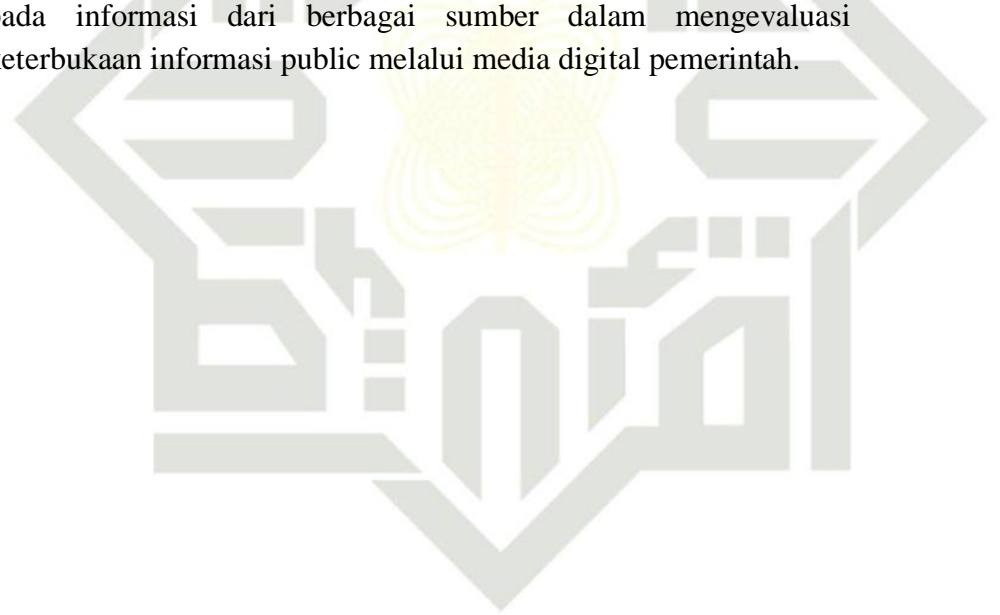 pada informasi dari berbagai sumber dalam mengevaluasi
keterbukaan informasi public melalui media digital pemerintah.